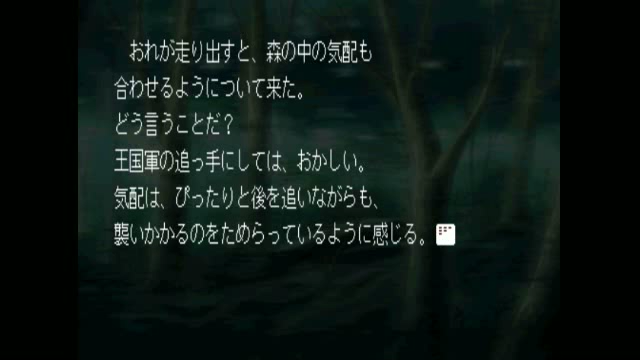 おれが走り出すと、森の中の気配も
合わせるようについて来た。
どう言うことだ？
王国軍の追っ手にしては、おかしい。
気配は、ぴったりと後を追いながらも、
襲いかかるのをためらっているように感じる。